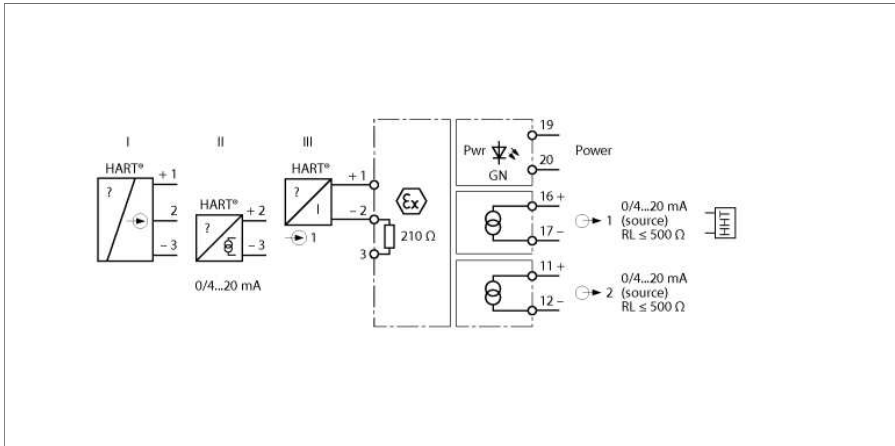 I
HART®
?
+ 1
2
– 3
II
HART®
?
+ 2
– 3
0/4...20 mA
III
HART®
?
I
+ 1
– 2
1
3
210 Ω
Ex
Pwr
GN
19
20
Power
16 +
17 –
1
0/4...20 mA
(source)
RL ≤ 500 Ω
HHT
11 +
12 –
2
0/4...20 mA
(source)
RL ≤ 500 Ω